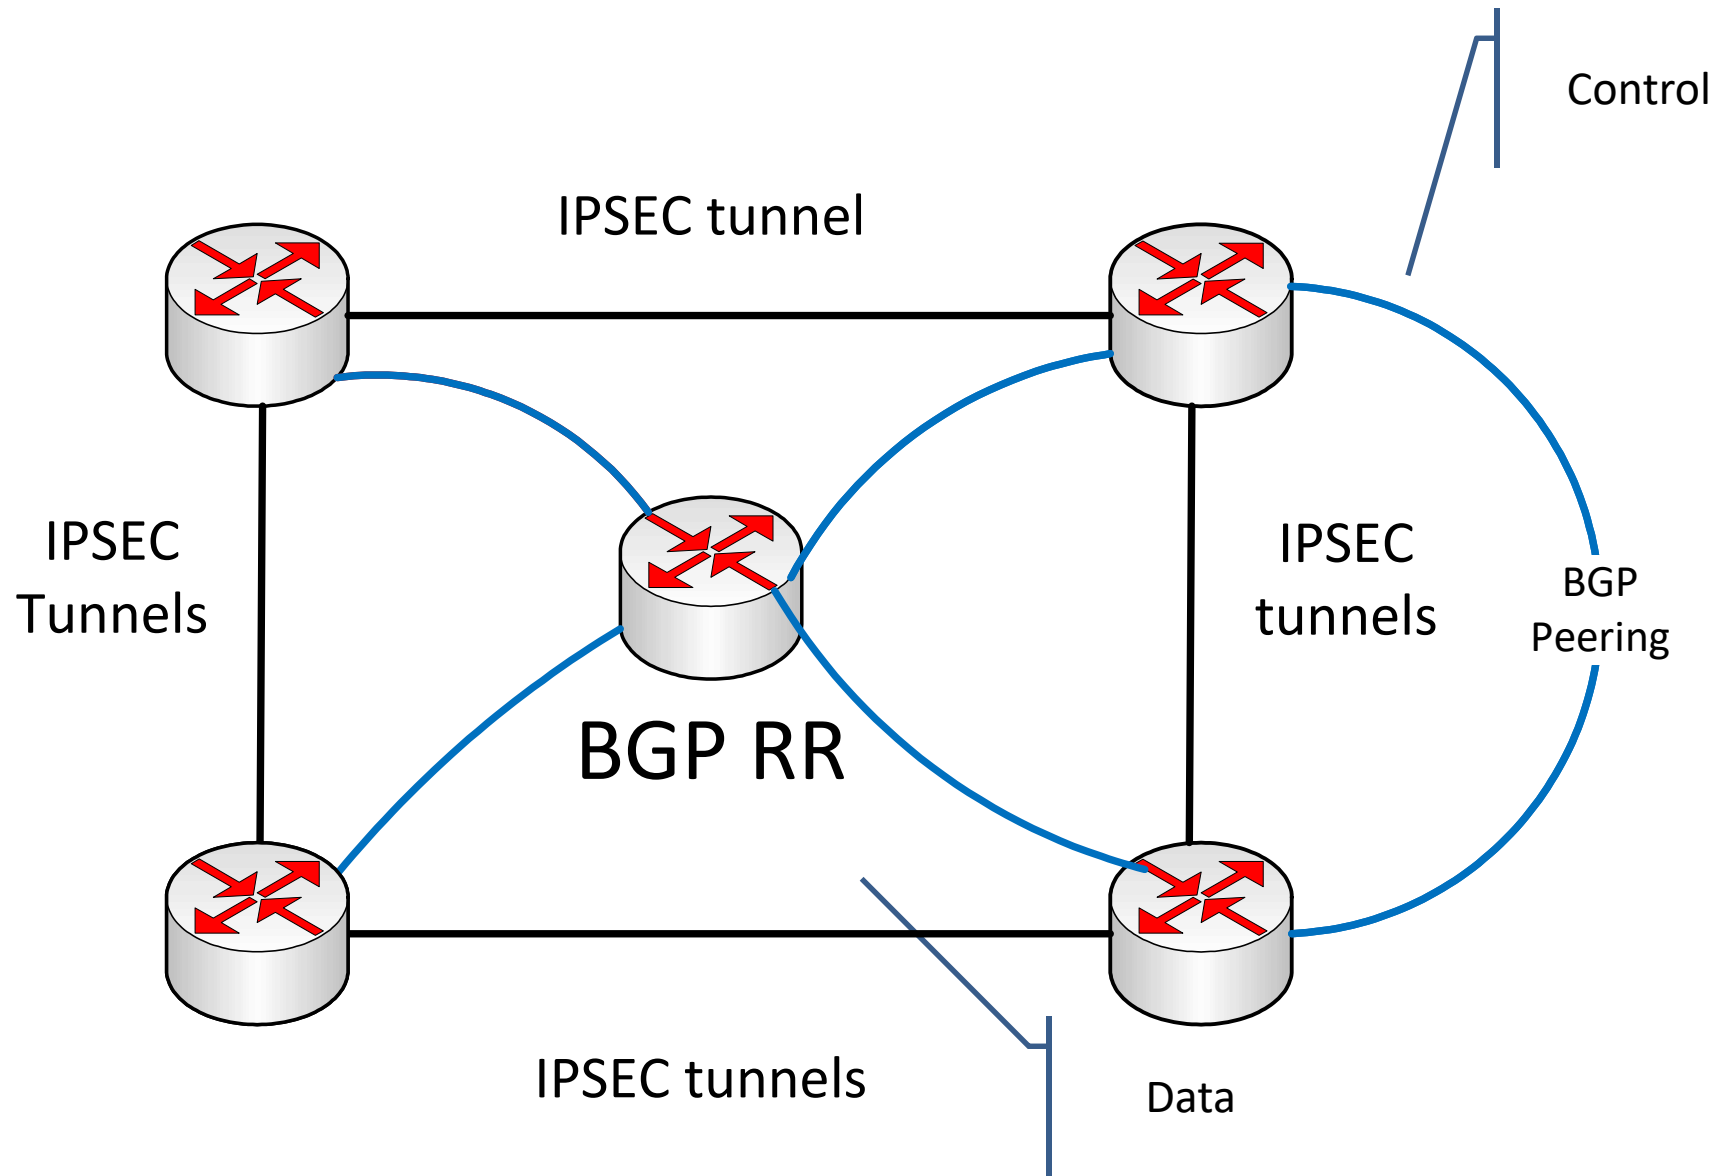 Control
IPSEC tunnel
IPSEC
Tunnels
IPSEC
tunnels
BGP
Peering
BGP RR
IPSEC tunnels
Data